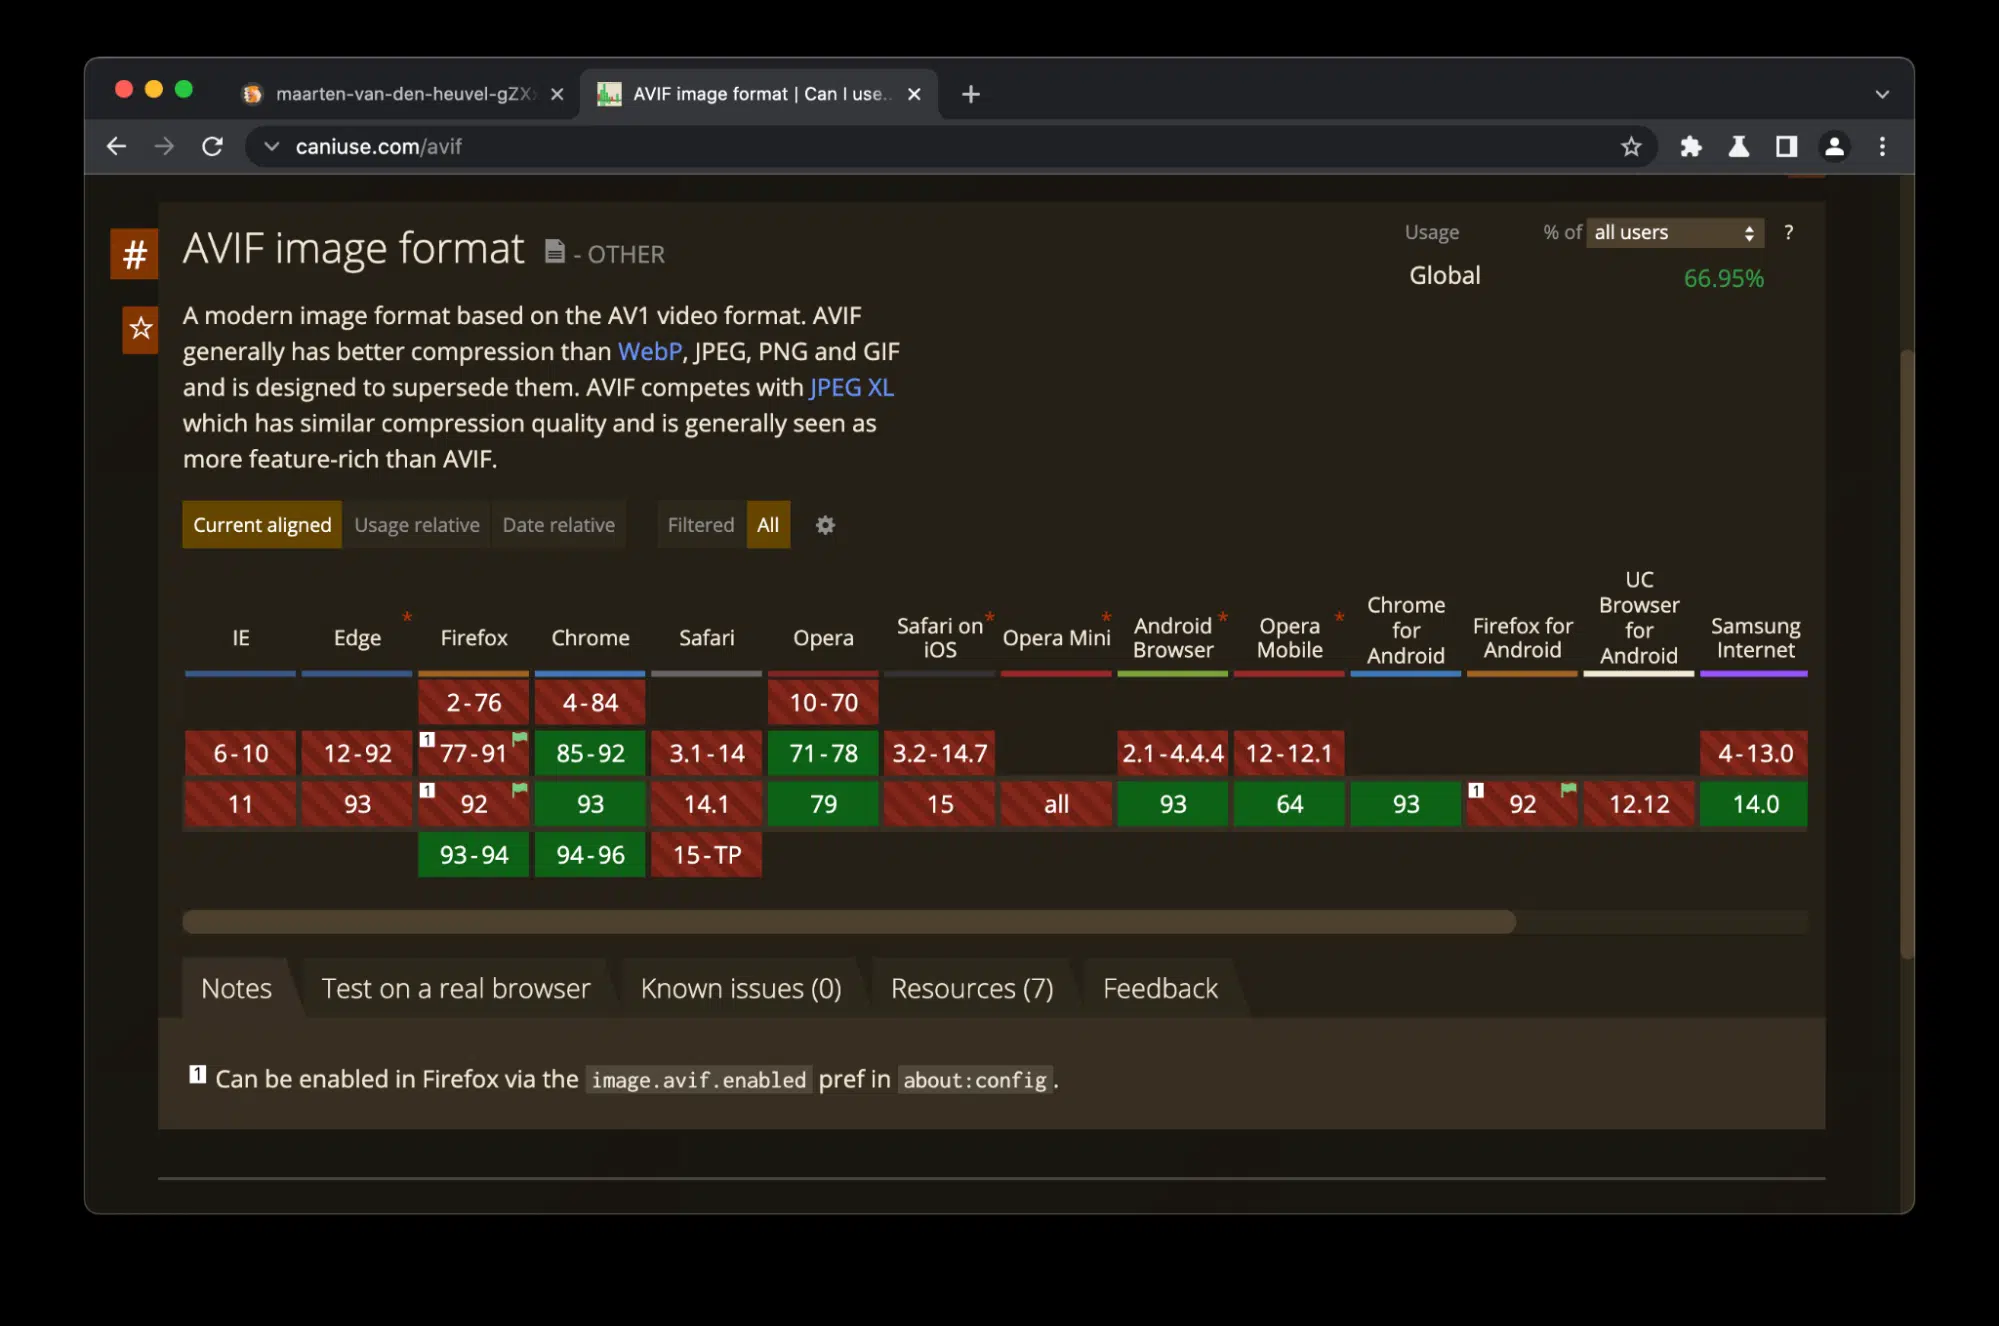 maarten-van-den-heuvel-gZX
AVIF image format | Can I use...
caniuse.com/avif
#
AVIF image format - OTHER
Usage % of all users ?
Global 66.95%
A modern image format based on the AV1 video format. AVIF
generally has better compression than WebP, JPEG, PNG and GIF
and is designed to supersede them. AVIF competes with JPEG XL
which has similar compression quality and is generally seen as
more feature-rich than AVIF.
Current aligned Usage relative Date relative Filtered All
IE Edge * Firefox Chrome Safari Opera Safari on iOS * Opera Mini * Android Browser * Opera Mobile * Chrome for Android Firefox for Android UC Browser for Android Samsung Internet
2-76 4-84 10-70
6-10 12-92 1 77-91 85-92 3.1-14 71-78 3.2-14.7 2.1-4.4.4 12-12.1 4-13.0
11 93 1 92 93 14.1 79 15 all 93 64 93 1 92 12.12 14.0
93-94 94-96 15-TP
Notes Test on a real browser Known issues (0) Resources (7) Feedback
1 Can be enabled in Firefox via the image.avif.enabled pref in about:config.